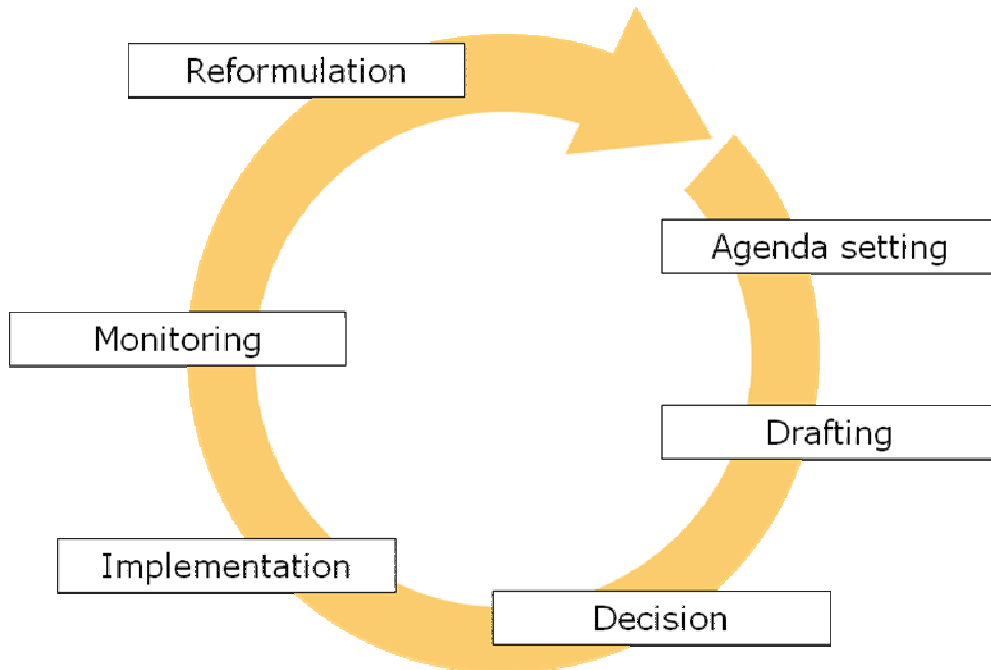 Reformulation
Agenda setting
Monitoring
Drafting
Implementation
Decision